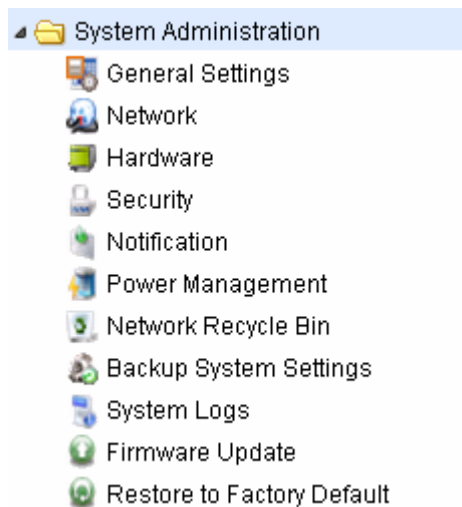 System Administration
General Settings
Network
Hardware
Security
Notification
Power Management
Network Recycle Bin
Backup System Settings
System Logs
Firmware Update
Restore to Factory Default